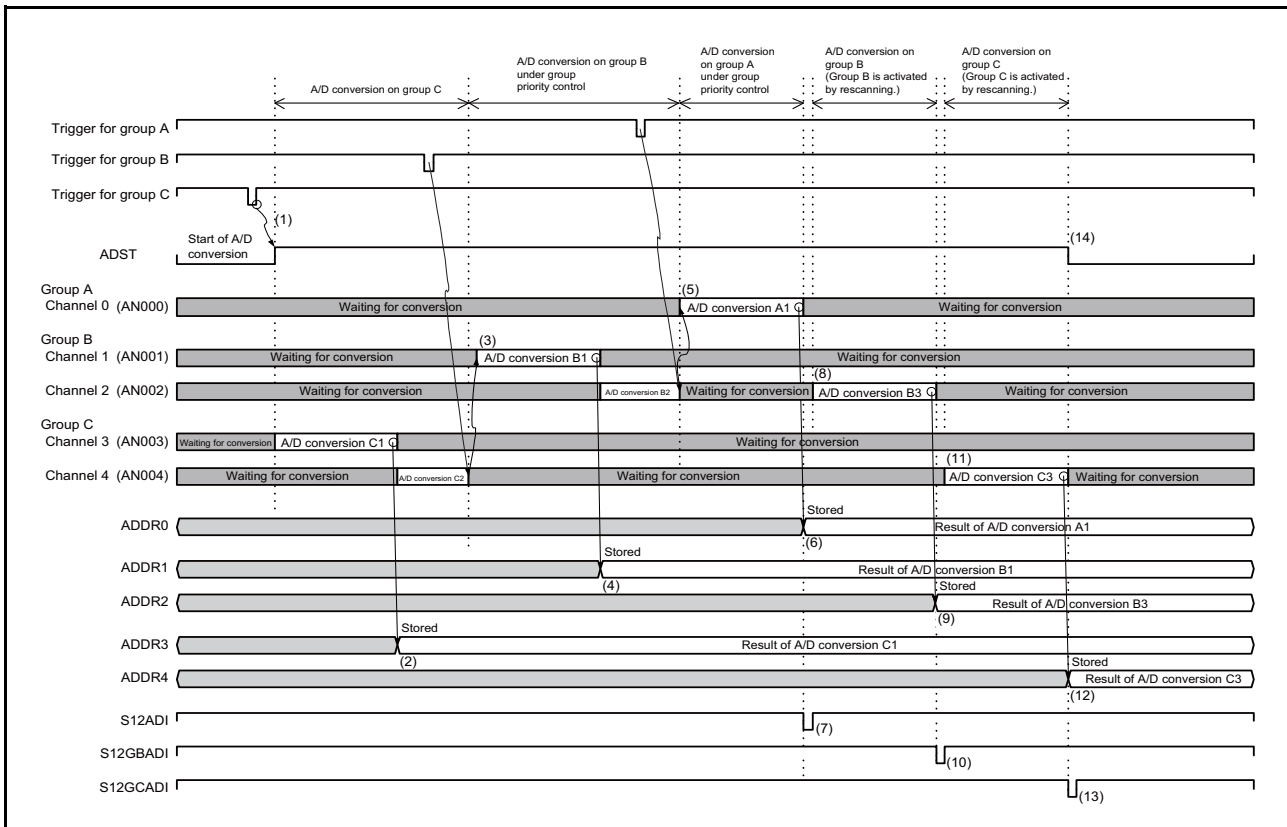 A/D conversion on group C
A/D conversion on group B
under group
priority control
A/D conversion
on group A
under group
priority control
A/D conversion on
group B
(Group B is activated
by rescanning.)
A/D conversion on
group C
(Group C is activated
by rescanning.)
Trigger for group A
Trigger for group B
Trigger for group C
(1)
Start of A/D
conversion
ADST
(14)
Group A
Channel 0 (AN000)
Waiting for conversion
(5)
A/D conversion A1
Waiting for conversion
Group B
Channel 1 (AN001)
Waiting for conversion
(3)
A/D conversion B1
Waiting for conversion
Channel 2 (AN002)
Waiting for conversion
A/D conversion B2
Waiting for conversion
(8)
A/D conversion B3
Waiting for conversion
Group C
Channel 3 (AN003)
Waiting for conversion
A/D conversion C1
Waiting for conversion
Channel 4 (AN004)
Waiting for conversion
A/D conversion C2
Waiting for conversion
(11)
A/D conversion C3
Waiting for conversion
ADDR0
Stored
Result of A/D conversion A1
(6)
ADDR1
Stored
Result of A/D conversion B1
(4)
ADDR2
Stored
Result of A/D conversion B3
(9)
ADDR3
Stored
Result of A/D conversion C1
(2)
ADDR4
Stored
Result of A/D conversion C3
(12)
S12ADI
(7)
S12GBADI
(10)
S12GCADI
(13)